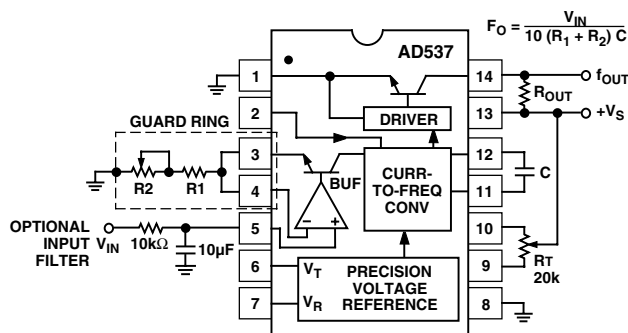 F_O = V_IN / 10 (R_1 + R_2) C
AD537
1
14
f_OUT
R_OUT
2
13
+V_S
DRIVER
GUARD RING
3
12
R2
R1
BUF
CURR-
TO-FREQ
CONV
C
4
11
−
+
OPTIONAL
INPUT
FILTER
V_IN
10kΩ
10µF
5
10
R_T
20k
6
V_T
PRECISION
VOLTAGE
REFERENCE
9
7
V_R
8